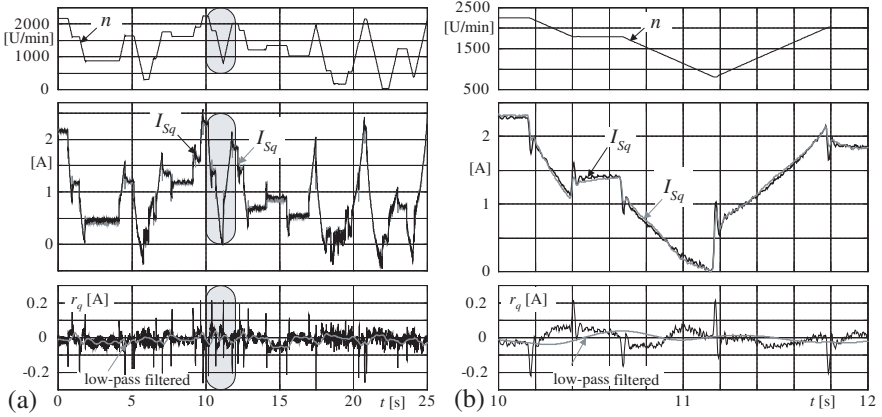 2000
[U/min]
1000
0
n
2
[A]
1
0
I_Sq
I_Sq
0.2
0
-0.2
r_q [A]
low-pass filtered
0 5 10 15 20 t [s] 25
(a)
2500
[U/min]
1500
500
n
2
[A]
1
0
I_Sq
I_Sq
0.2
0
-0.2
r_q [A]
low-pass filtered
10 11 t [s] 12
(b)